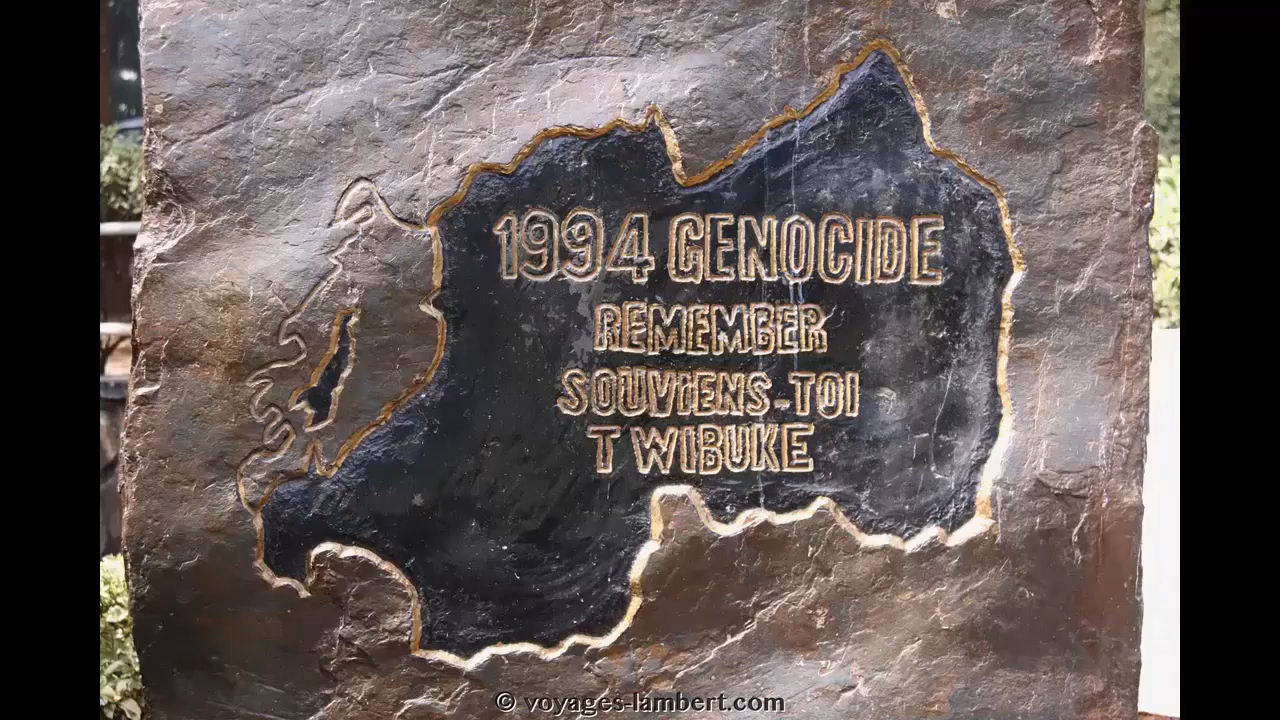 1994 GENOCIDE
REMEMBER
SOUVIENS-TOI
T WIBUKE
© voyages-lambert.com